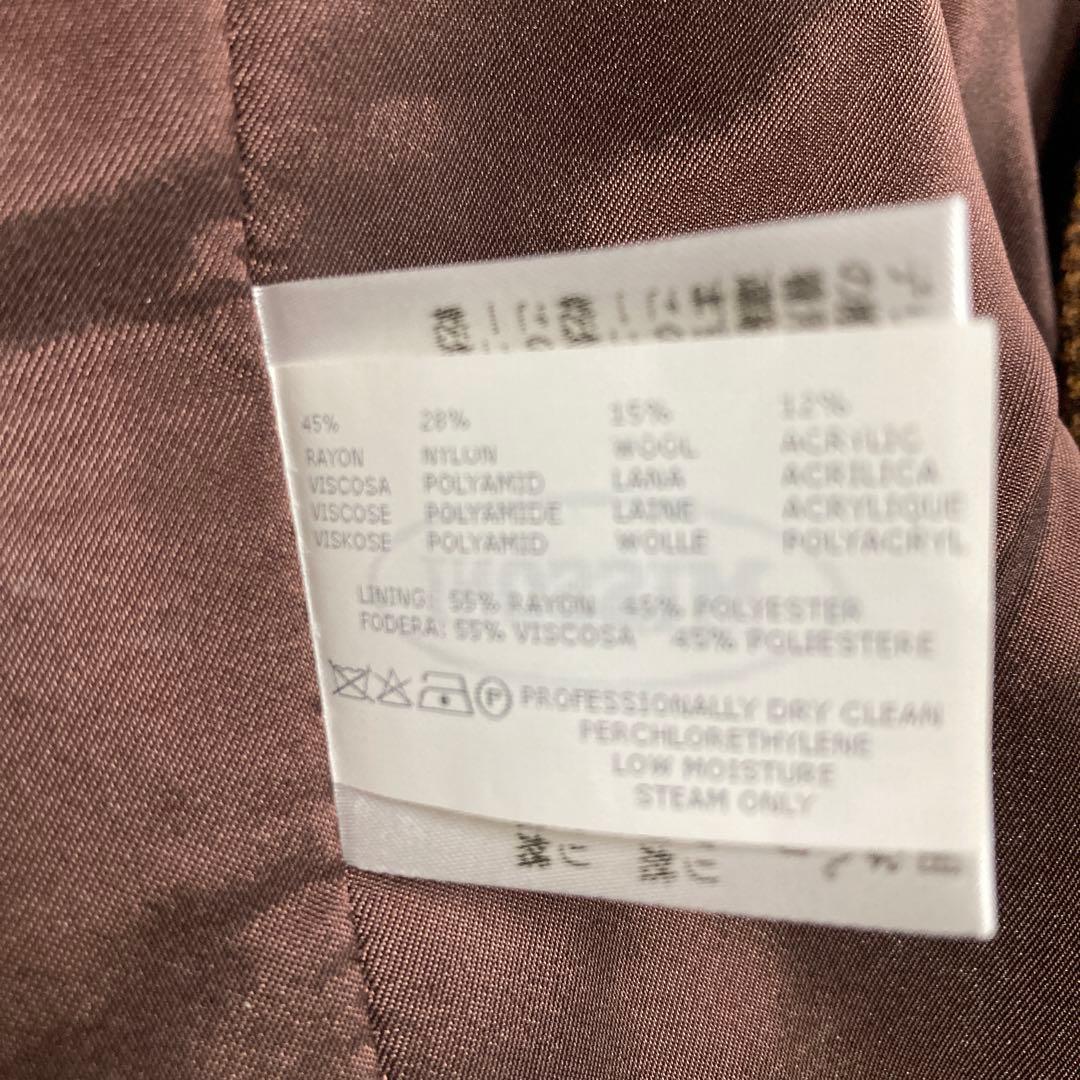 45% 28% 15% 12%
RAYON NYLON WOOL ACRYLIC
VISCOSA POLYAMID LANA ACRILICA
VISCOSE POLYAMIDE LAINE ACRYLIQUE
VISKOSE POLYAMID WOLLE POLYACRYL
LINING: 55% RAYON 45% POLYESTER
FODERA: 55% VISCOSA 45% POLIESTERE
P PROFESSIONALLY DRY CLEAN
PERCHLORETHYLENE
LOW MOISTURE
STEAM ONLY